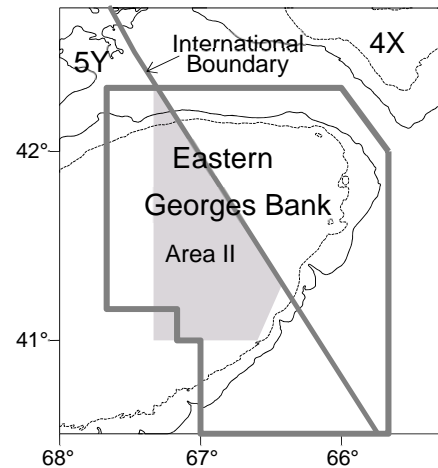 International
Boundary
5Y
4X
42°
Eastern
Georges Bank
Area II
41°
68°
67°
66°